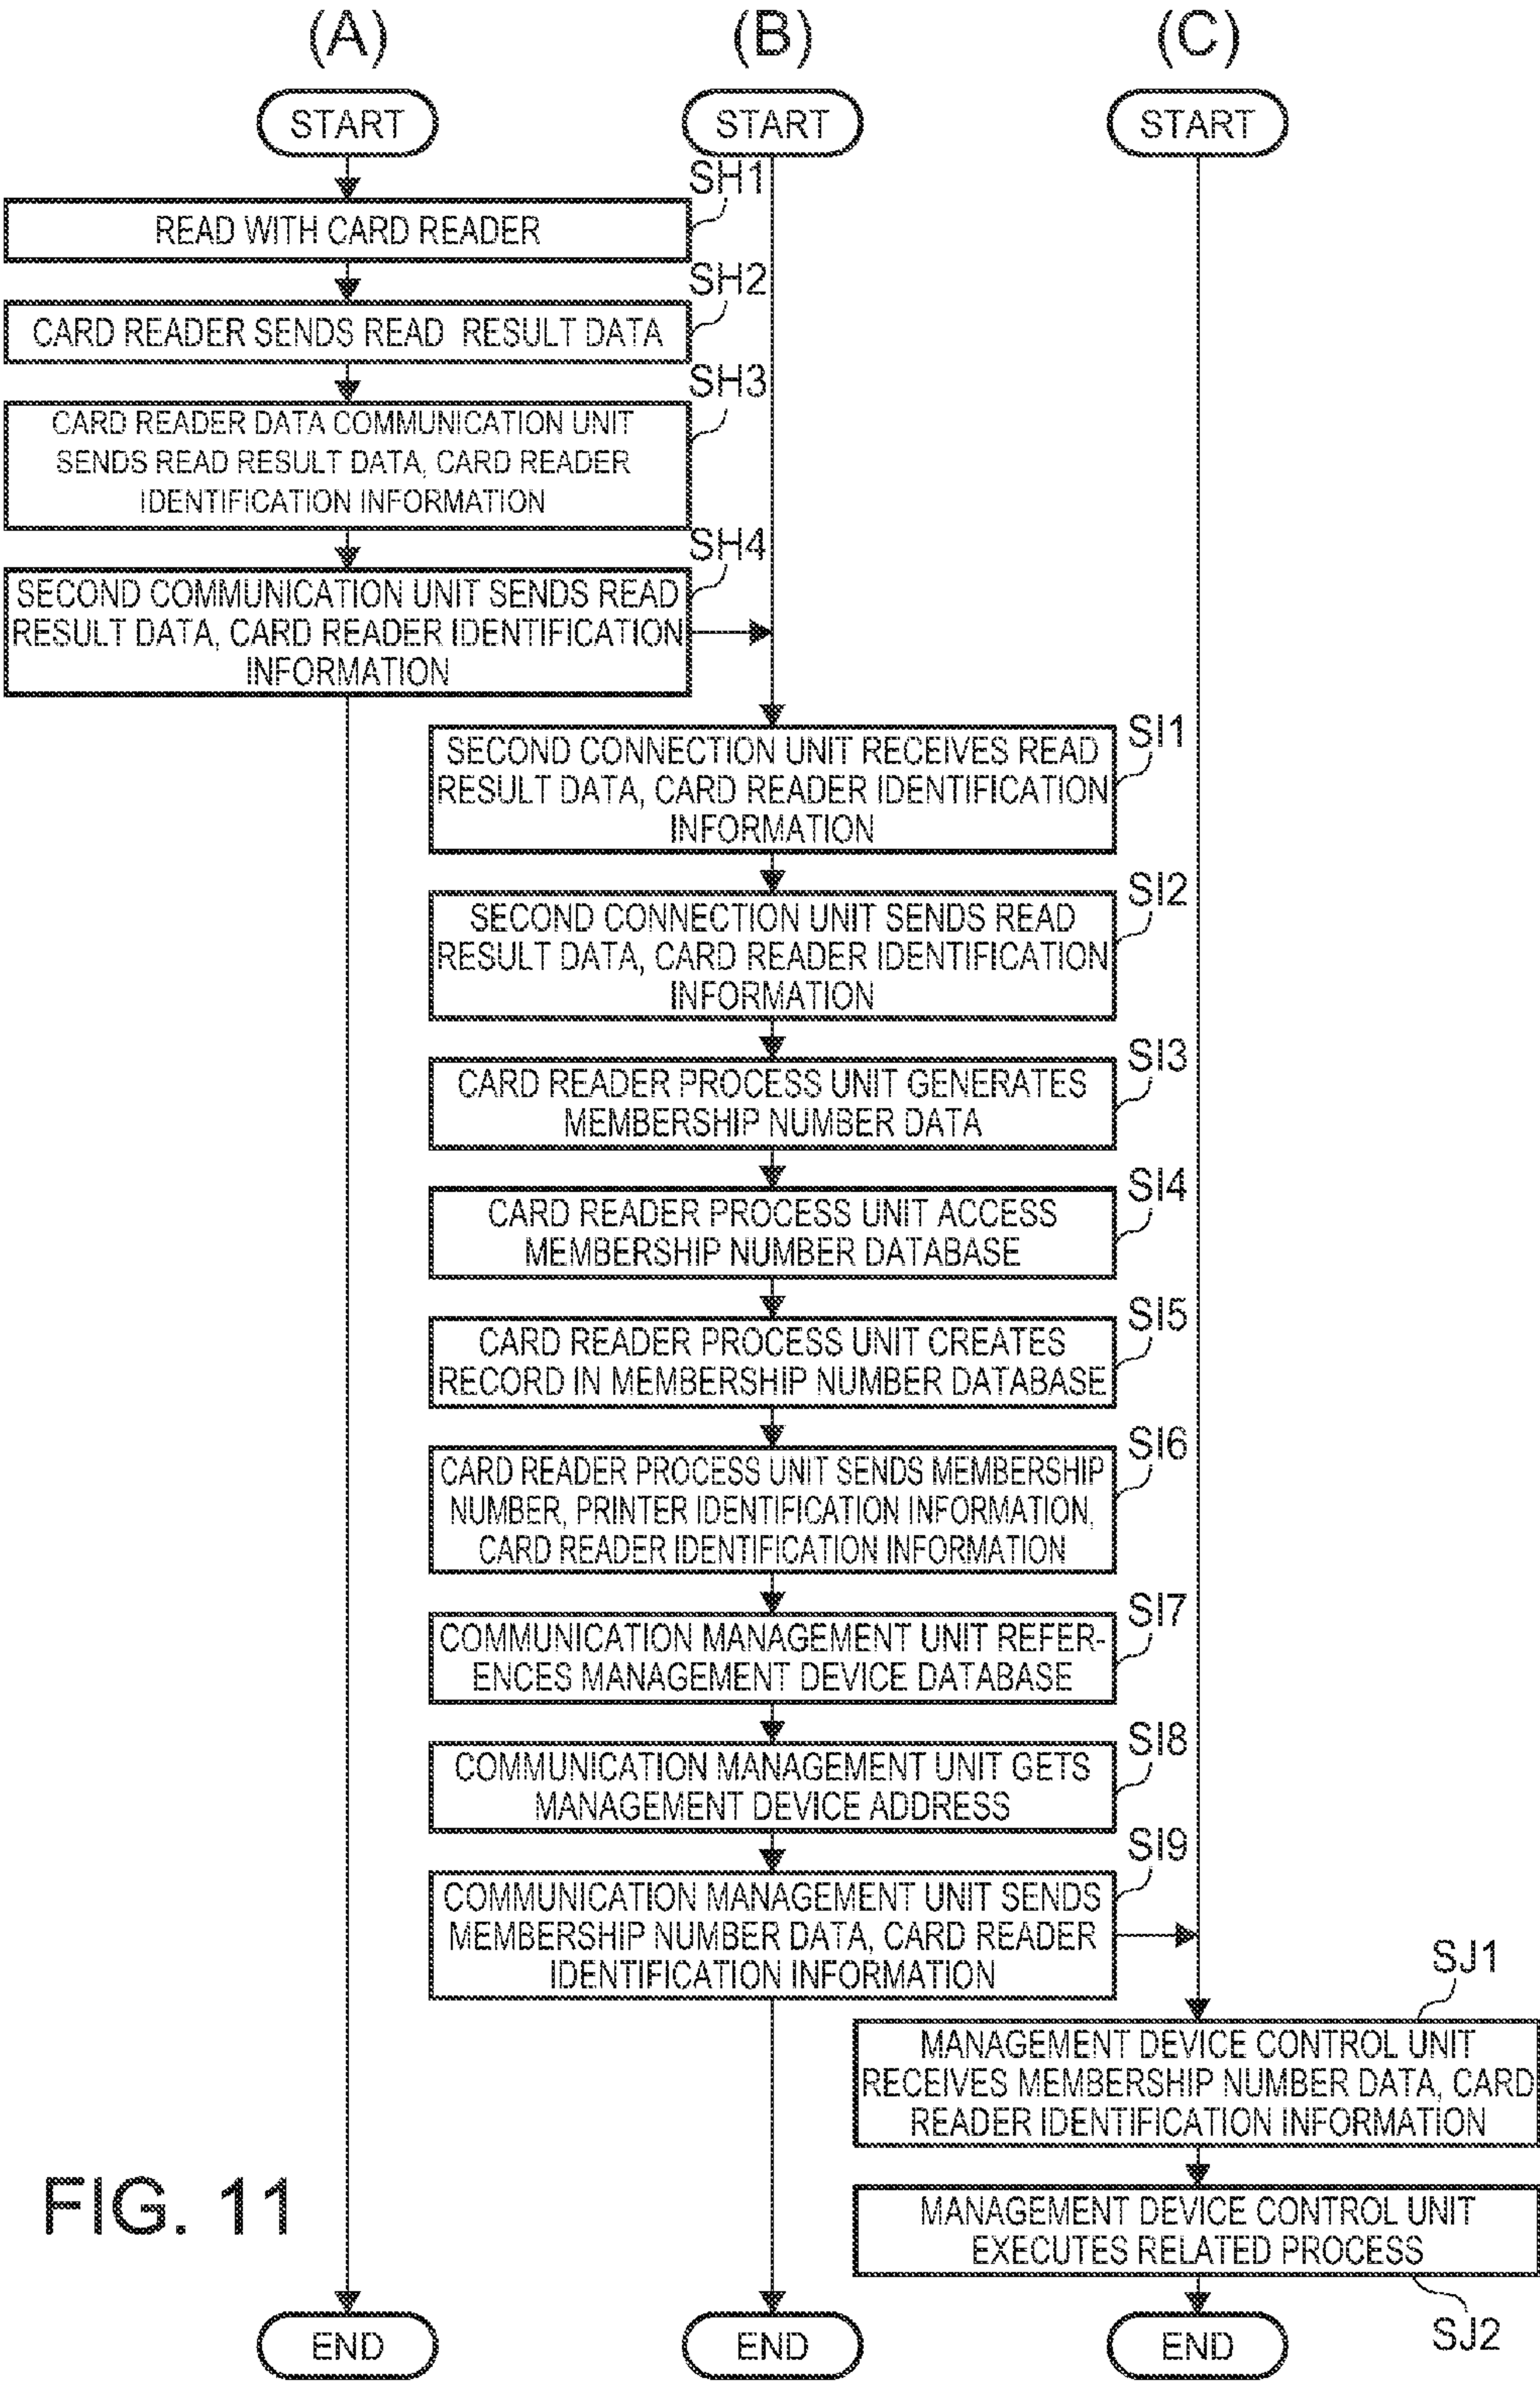 (A)
(B)
(C)
START
START
START
SH1
READ WITH CARD READER
SH2
CARD READER SENDS READ RESULT DATA
SH3
CARD READER DATA COMMUNICATION UNIT
SENDS READ RESULT DATA, CARD READER
IDENTIFICATION INFORMATION
SH4
SECOND COMMUNICATION UNIT SENDS READ
RESULT DATA, CARD READER IDENTIFICATION
INFORMATION
SI1
SECOND CONNECTION UNIT RECEIVES READ
RESULT DATA, CARD READER IDENTIFICATION
INFORMATION
SI2
SECOND CONNECTION UNIT SENDS READ
RESULT DATA, CARD READER IDENTIFICATION
INFORMATION
SI3
CARD READER PROCESS UNIT GENERATES
MEMBERSHIP NUMBER DATA
SI4
CARD READER PROCESS UNIT ACCESS
MEMBERSHIP NUMBER DATABASE
SI5
CARD READER PROCESS UNIT CREATES
RECORD IN MEMBERSHIP NUMBER DATABASE
SI6
CARD READER PROCESS UNIT SENDS MEMBERSHIP
NUMBER, PRINTER IDENTIFICATION INFORMATION,
CARD READER IDENTIFICATION INFORMATION
SI7
COMMUNICATION MANAGEMENT UNIT REFER-
ENCES MANAGEMENT DEVICE DATABASE
SI8
COMMUNICATION MANAGEMENT UNIT GETS
MANAGEMENT DEVICE ADDRESS
SI9
COMMUNICATION MANAGEMENT UNIT SENDS
MEMBERSHIP NUMBER DATA, CARD READER
IDENTIFICATION INFORMATION
SJ1
MANAGEMENT DEVICE CONTROL UNIT
RECEIVES MEMBERSHIP NUMBER DATA, CARD
READER IDENTIFICATION INFORMATION
MANAGEMENT DEVICE CONTROL UNIT
EXECUTES RELATED PROCESS
SJ2
FIG. 11
END
END
END